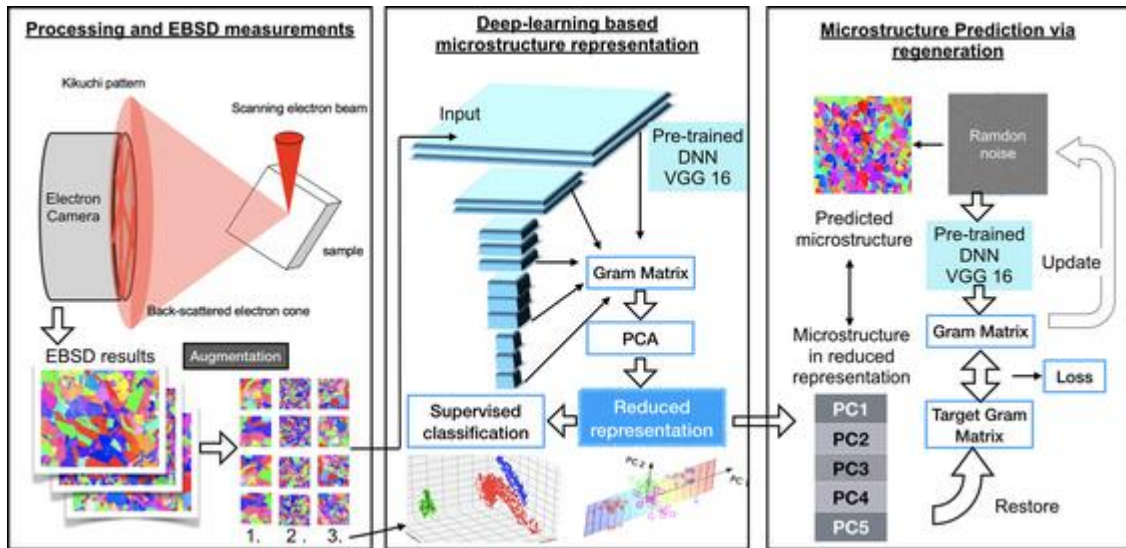 Processing and EBSD measurements
Kikuchi pattern
Scanning electron beam
Electron
Camera
sample
Back-scattered electron cone
EBSD results
Augmentation
1. 2. 3.
Deep-learning based
microstructure representation
Input
Pre-trained
DNN
VGG 16
Gram Matrix
PCA
Supervised
classification
Reduced
representation
PC 2
PC
Microstructure Prediction via
regeneration
Ramdon
noise
Predicted
microstructure
Pre-trained
DNN
VGG 16
Update
Gram Matrix
Microstructure
in reduced
representation
Loss
PC1
PC2
PC3
PC4
PC5
Target Gram
Matrix
Restore